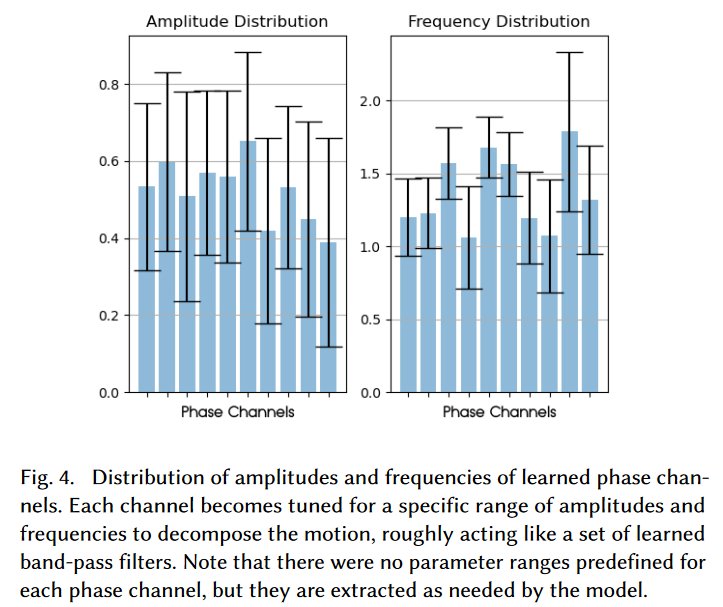 Amplitude Distribution
Frequency Distribution
0.8
0.6
0.4
0.2
0.0
2.0
1.5
1.0
0.5
0.0
Phase Channels
Phase Channels
Fig. 4. Distribution of amplitudes and frequencies of learned phase chan-
nels. Each channel becomes tuned for a specific range of amplitudes and
frequencies to decompose the motion, roughly acting like a set of learned
band-pass filters. Note that there were no parameter ranges predefined for
each phase channel, but they are extracted as needed by the model.